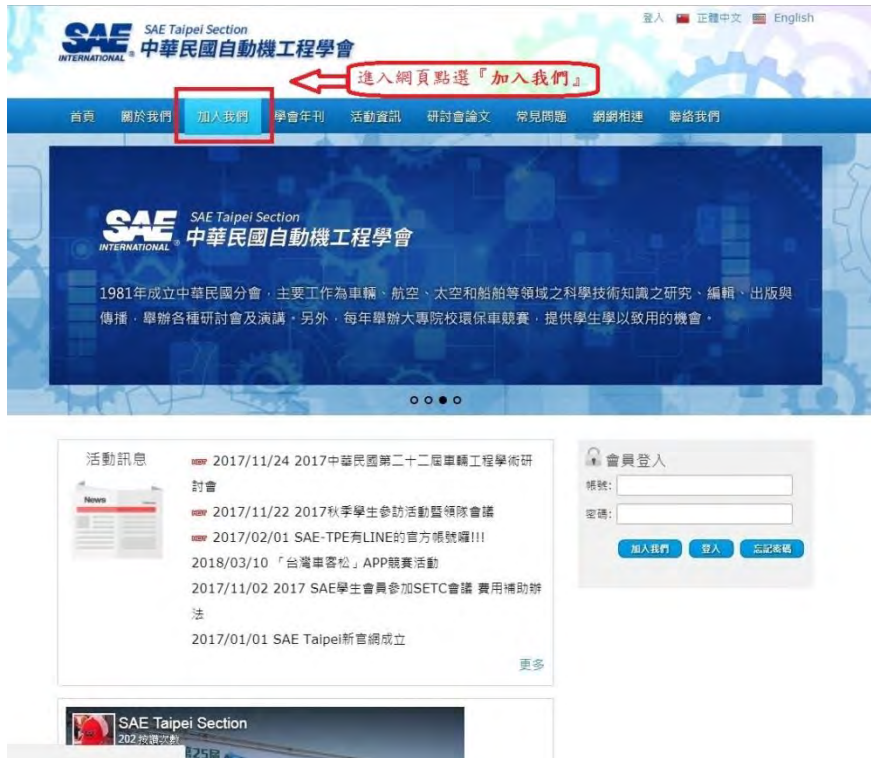 登入 正體中文 English
SAE Taipei Section
SAE
INTERNATIONAL®
中華民國自動機工程學會
進入網頁點選『加入我們』
首頁 關於我們 加入我們 學會年刊 活動資訊 研討會論文 常見問題 網網相連 聯絡我們
SAE Taipei Section
SAE
INTERNATIONAL®
中華民國自動機工程學會
1981年成立中華民國分會,主要工作為車輛、航空、太空和船舶等領域之科學技術知識之研究、編輯、出版與
傳播,舉辦各種研討會及演講。另外,每年舉辦大專院校環保車競賽,提供學生學以致用的機會。
活動訊息
News
NEW 2017/11/24 2017中華民國第二十二屆車輛工程學術研
討會
NEW 2017/11/22 2017秋季學生參訪活動暨領隊會議
NEW 2017/02/01 SAE-TPE有LINE的官方帳號囉!!!
2018/03/10 「台灣車客松」APP競賽活動
2017/11/02 2017 SAE學生會員參加SETC會議 費用補助辦
法
2017/01/01 SAE Taipei新官網成立
更多
會員登入
帳號:
密碼:
加入我們 登入 忘記密碼
SAE Taipei Section
202 按讚次數
第25屆